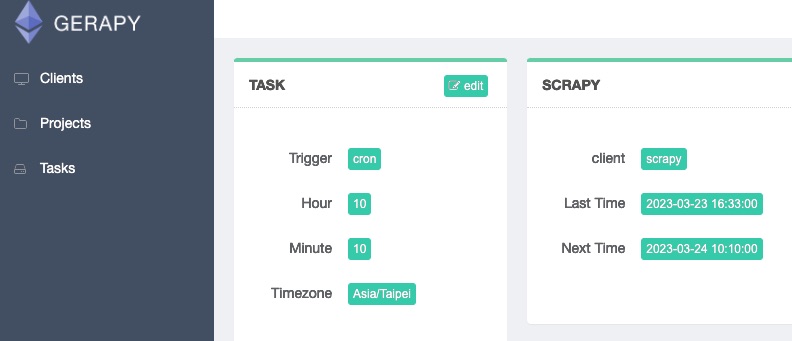 GERAPY
Clients
Projects
Tasks
TASK
edit
Trigger cron
Hour 10
Minute 10
Timezone Asia/Taipei
SCRAPY
client scrapy
Last Time 2023-03-23 16:33:00
Next Time 2023-03-24 10:10:00